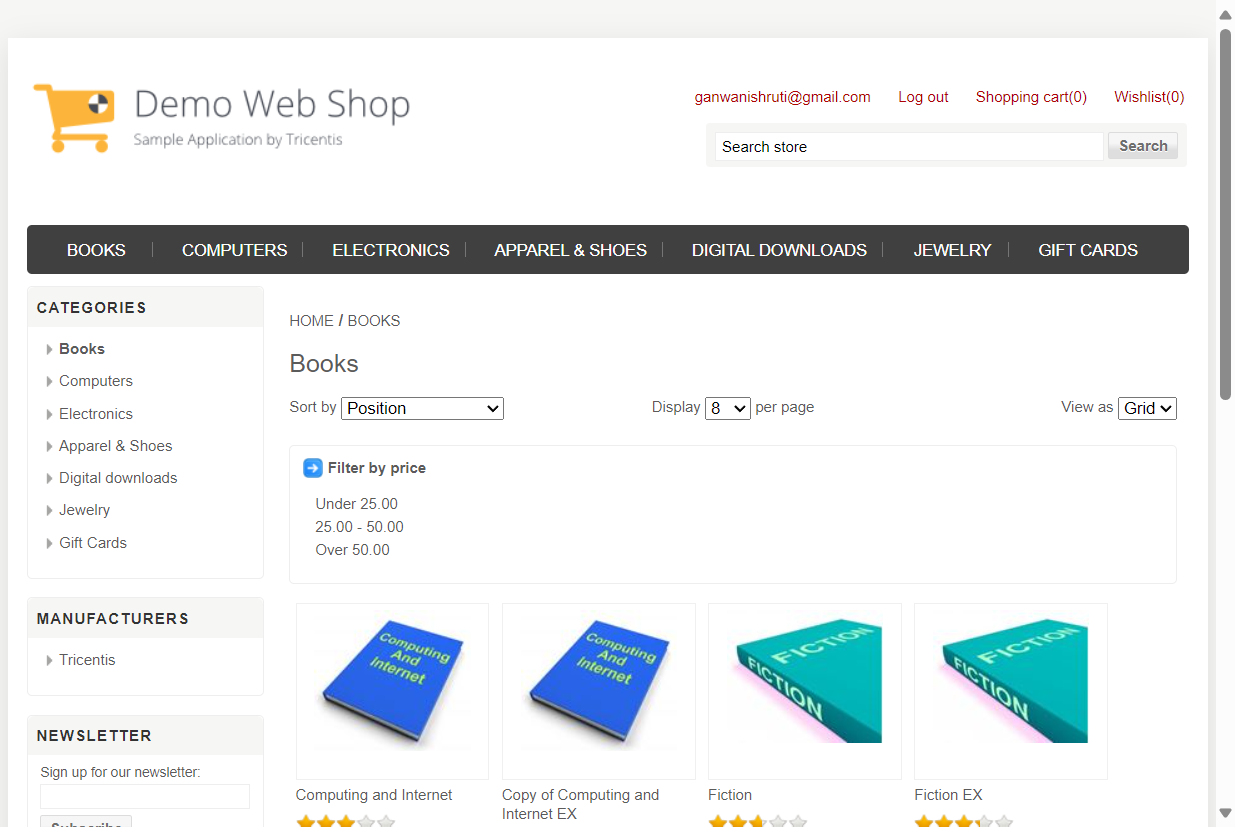 Demo Web Shop
Sample Application by Tricentis
ganwanishruti@gmail.com Log out Shopping cart(0) Wishlist(0)
Search store Search
BOOKS COMPUTERS ELECTRONICS APPAREL & SHOES DIGITAL DOWNLOADS JEWELRY GIFT CARDS
CATEGORIES
Books
Computers
Electronics
Apparel & Shoes
Digital downloads
Jewelry
Gift Cards
MANUFACTURERS
Tricentis
NEWSLETTER
Sign up for our newsletter:
Subscribe
HOME / BOOKS
Books
Sort by Position Display 8 per page View as Grid
Filter by price
Under 25.00
25.00 - 50.00
Over 50.00
Computing
And
Internet
Computing
And
Internet
FICTION
FICTION
FICTION
FICTION
Computing and Internet
Copy of Computing and
Internet EX
Fiction
Fiction EX